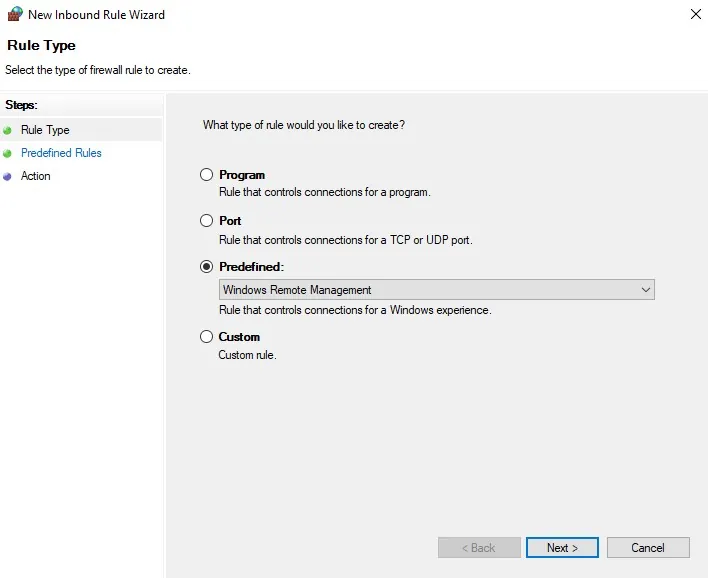 New Inbound Rule Wizard
Rule Type
Select the type of firewall rule to create.
Steps:
Rule Type
Predefined Rules
Action
What type of rule would you like to create?
Program
Rule that controls connections for a program.
Port
Rule that controls connections for a TCP or UDP port.
Predefined:
Windows Remote Management
Rule that controls connections for a Windows experience.
Custom
Custom rule.
< Back
Next >
Cancel